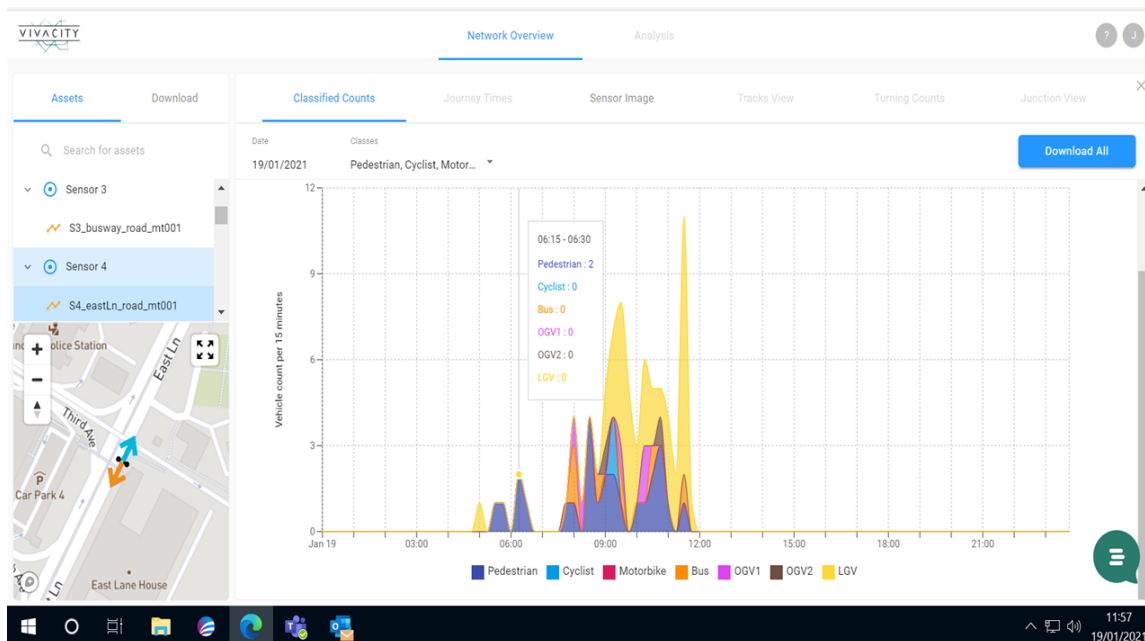 VIVACITY
Network Overview
Analysis
?
J
Assets
Download
Classified Counts
Journey Times
Sensor Image
Tracks View
Turning Counts
Junction View
Search for assets
Date
Classes
19/01/2021
Pedestrian, Cyclist, Motor...
Download All
Sensor 3
S3_busway_road_mt001
Sensor 4
S4_eastLn_road_mt001
olice Station
East Ln
Third Ave
P
Car Park 4
East Lane House
Vehicle count per 15 minutes
12
9
6
3
0
06:15 - 06:30
Pedestrian : 2
Cyclist : 0
Bus : 0
OGV1 : 0
OGV2 : 0
LGV : 0
Jan 19
03:00
06:00
09:00
12:00
15:00
18:00
21:00
Pedestrian
Cyclist
Motorbike
Bus
OGV1
OGV2
LGV
11:57
19/01/202